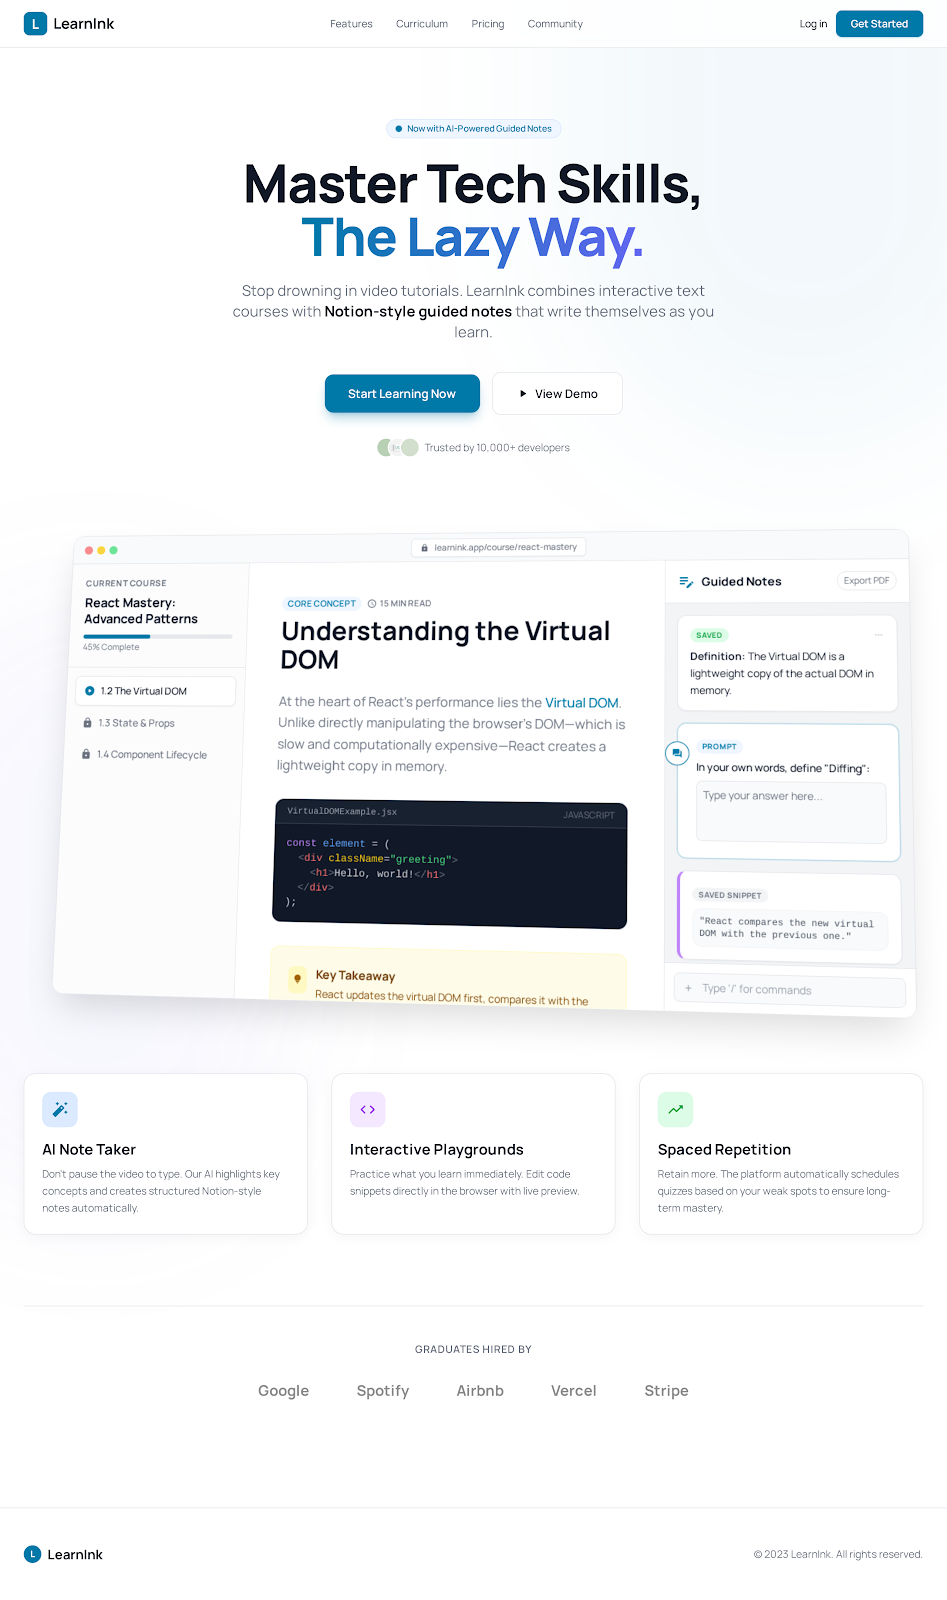 L LearnInk
Features Curriculum Pricing Community
Log in Get Started
Now with AI-Powered Guided Notes
Master Tech Skills,
The Lazy Way.
Stop drowning in video tutorials. LearnInk combines interactive text
courses with Notion-style guided notes that write themselves as you
learn.
Start Learning Now
View Demo
Trusted by 10,000+ developers
learnink.app/course/react-mastery
CURRENT COURSE
React Mastery:
Advanced Patterns
45% Complete
1.2 The Virtual DOM
1.3 State & Props
1.4 Component Lifecycle
CORE CONCEPT 15 MIN READ
Understanding the Virtual
DOM
At the heart of React's performance lies the Virtual DOM.
Unlike directly manipulating the browser's DOM—which is
slow and computationally expensive—React creates a
lightweight copy in memory.
VirtualDOMExample.jsx JAVASCRIPT
const element = (
<div className="greeting">
<h1>Hello, world!</h1>
</div>
);
Key Takeaway
React updates the virtual DOM first, compares it with the
Guided Notes Export PDF
SAVED
Definition: The Virtual DOM is a
lightweight copy of the actual DOM in
memory.
PROMPT
In your own words, define "Diffing":
Type your answer here...
SAVED SNIPPET
"React compares the new virtual
DOM with the previous one."
+ Type '/' for commands
AI Note Taker
Don't pause the video to type. Our AI highlights key
concepts and creates structured Notion-style
notes automatically.
Interactive Playgrounds
Practice what you learn immediately. Edit code
snippets directly in the browser with live preview.
Spaced Repetition
Retain more. The platform automatically schedules
quizzes based on your weak spots to ensure long-
term mastery.
GRADUATES HIRED BY
Google Spotify Airbnb Vercel Stripe
L LearnInk
© 2023 LearnInk. All rights reserved.